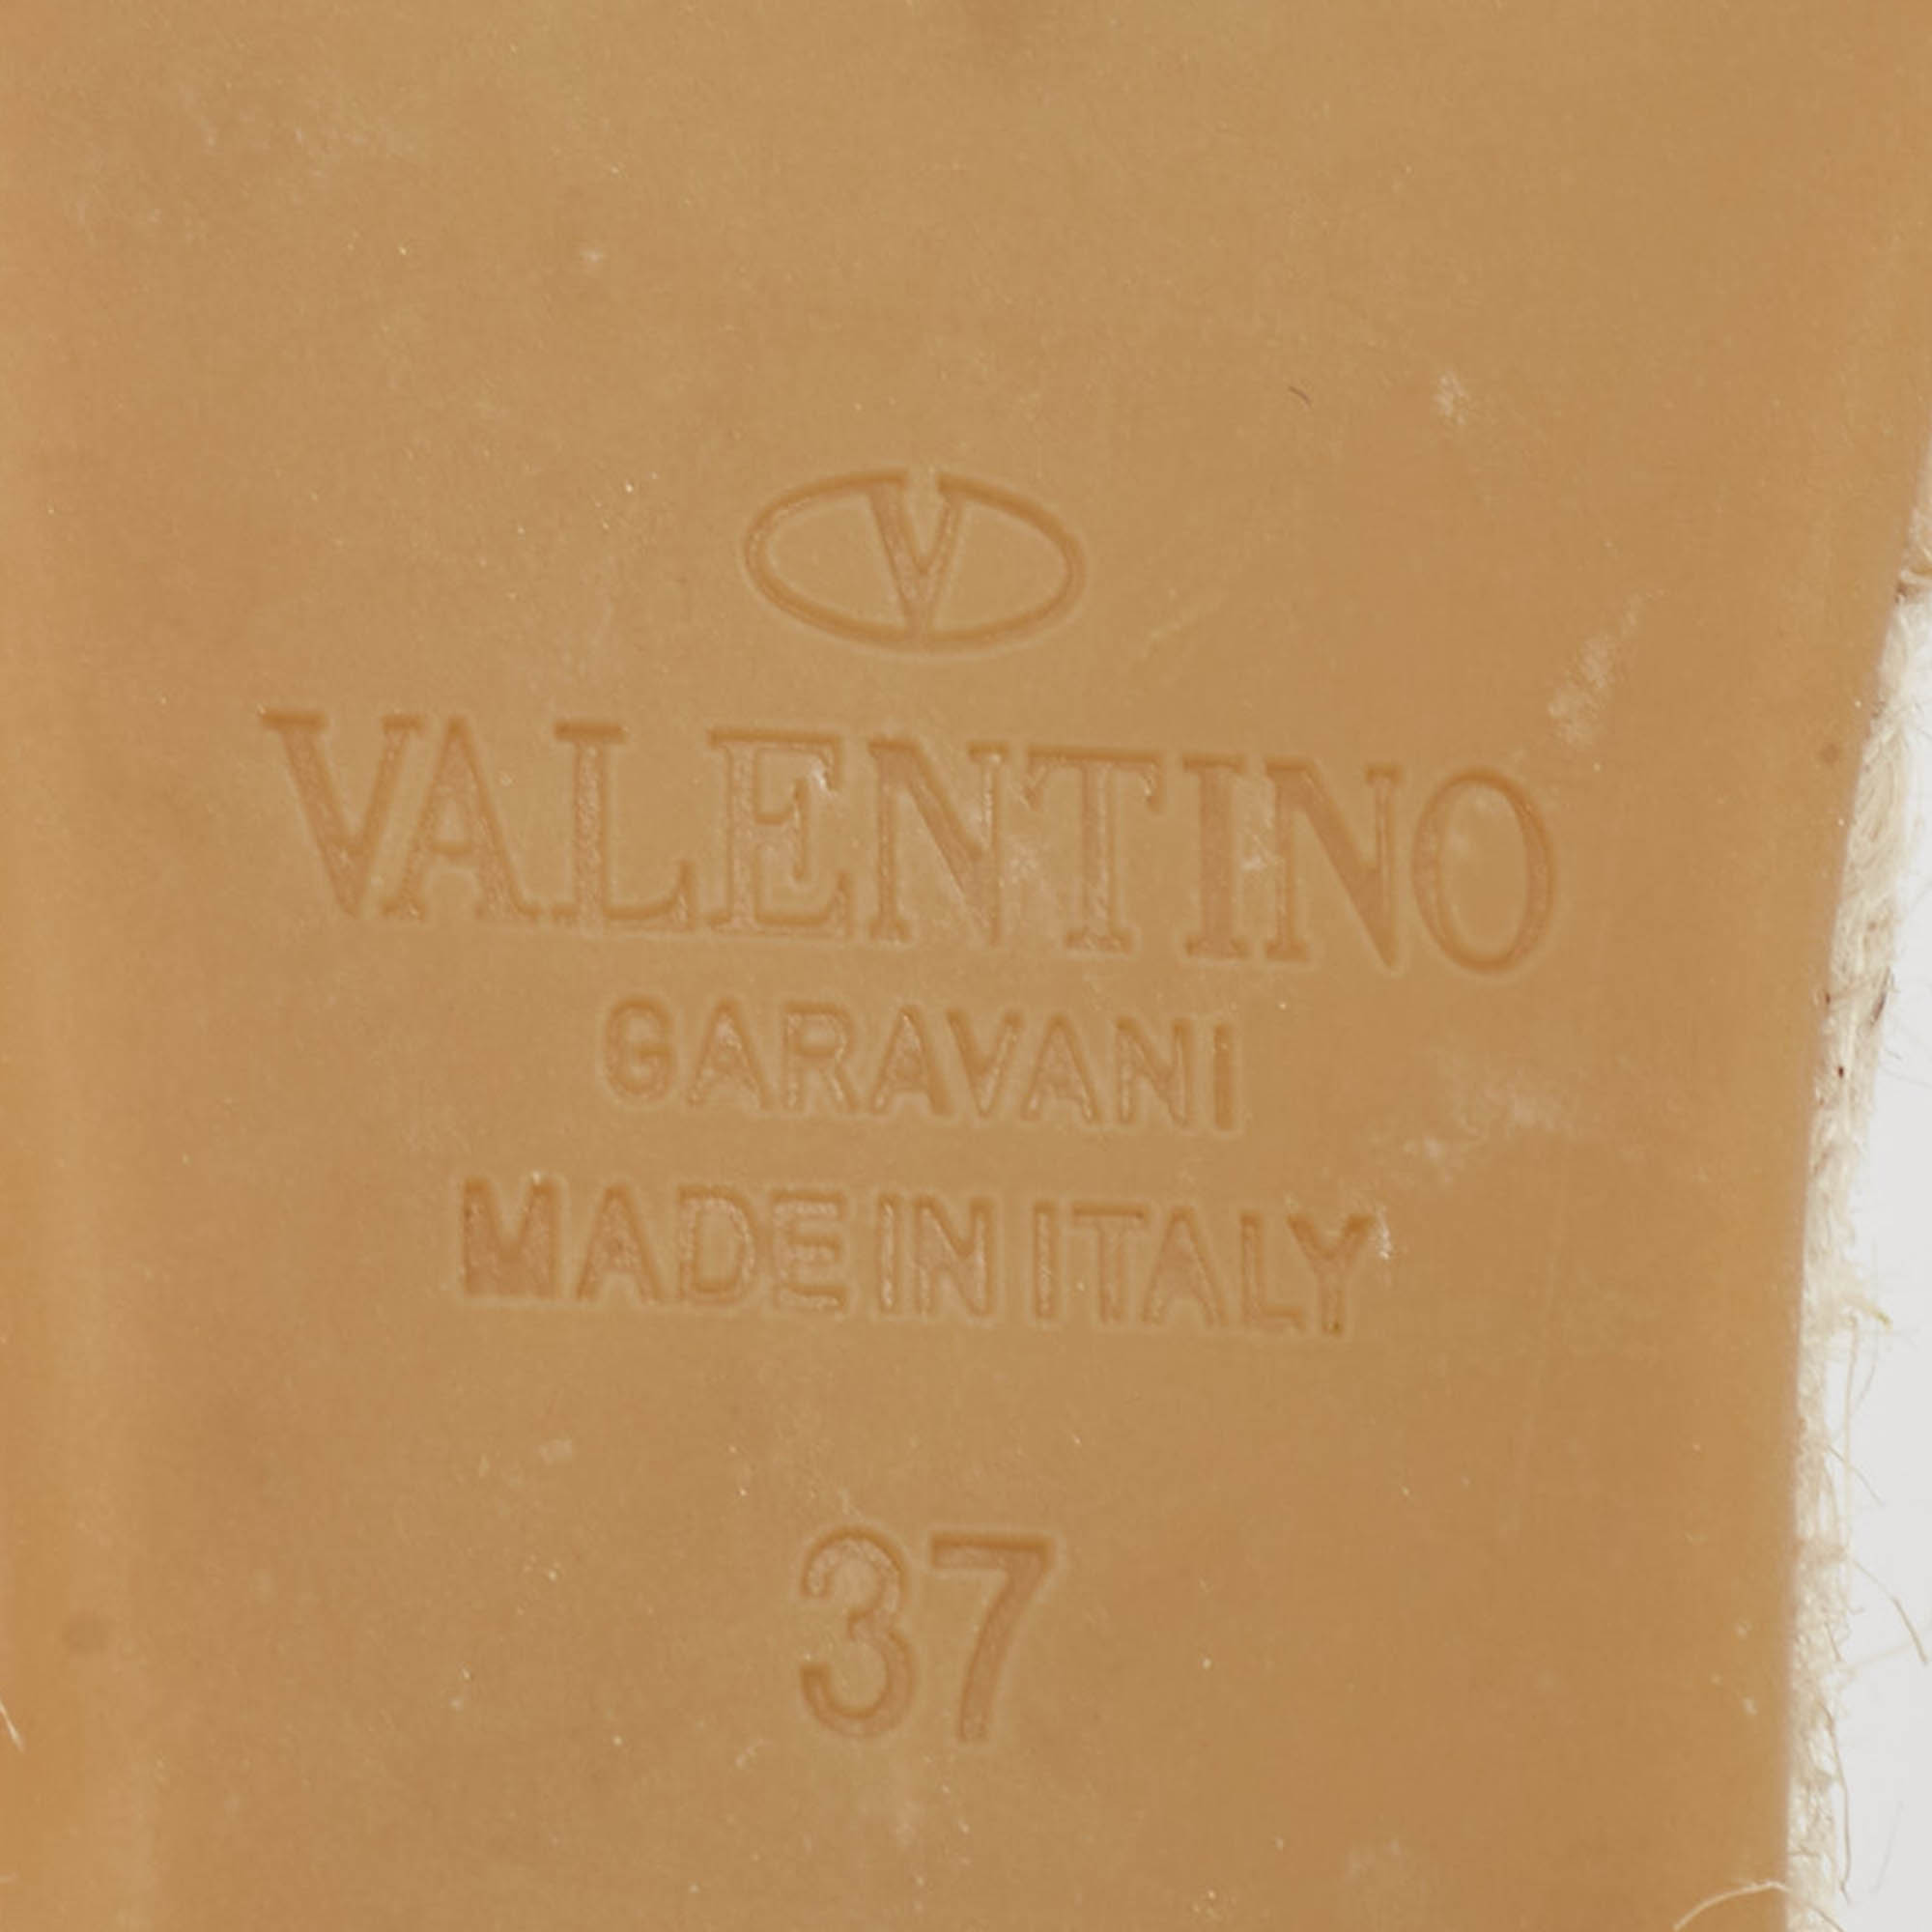 V
VALENTINO
GARAVANI
MADE IN ITALY
37